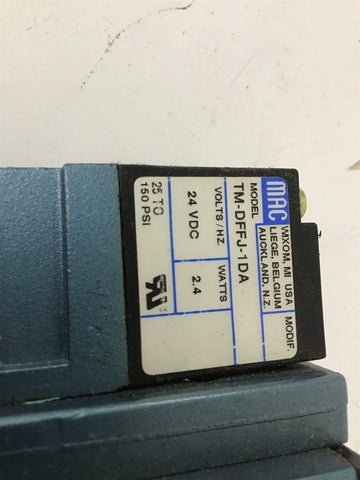 MAC
WIXOM, MI USA
LIEGE, BELGIUM
AUCKLAND, N.Z.
MODEL
MODIF.
TM-DFFJ-1DA
VOLTS/HZ. WATTS
24 VDC 2.4
25 TO
150 PSI